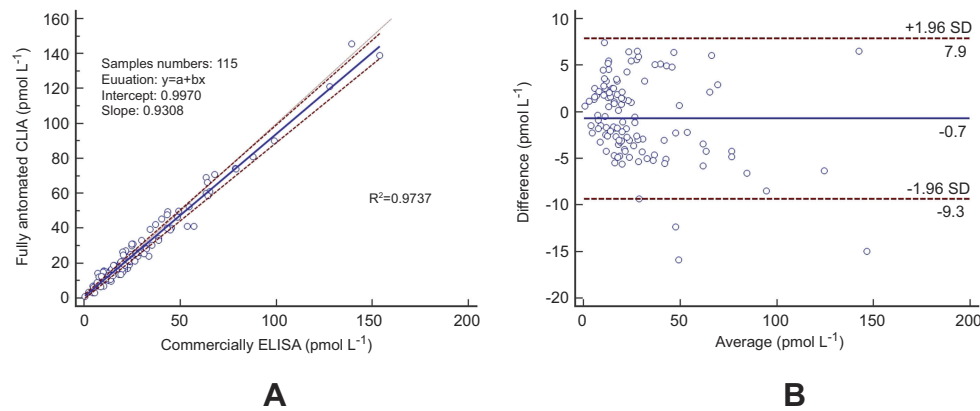 160
140
120
100
80
60
40
20
0
Fully antomated CLIA (pmol L⁻¹)
Samples numbers: 115
Euuation: y=a+bx
Intercept: 0.9970
Slope: 0.9308
R²=0.9737
0 50 100 150 200
Commercially ELISA (pmol L⁻¹)
A
10
5
0
-5
-10
-15
-20
Difference (pmol L⁻¹)
+1.96 SD
7.9
-0.7
-1.96 SD
-9.3
0 50 100 150 200
Average (pmol L⁻¹)
B